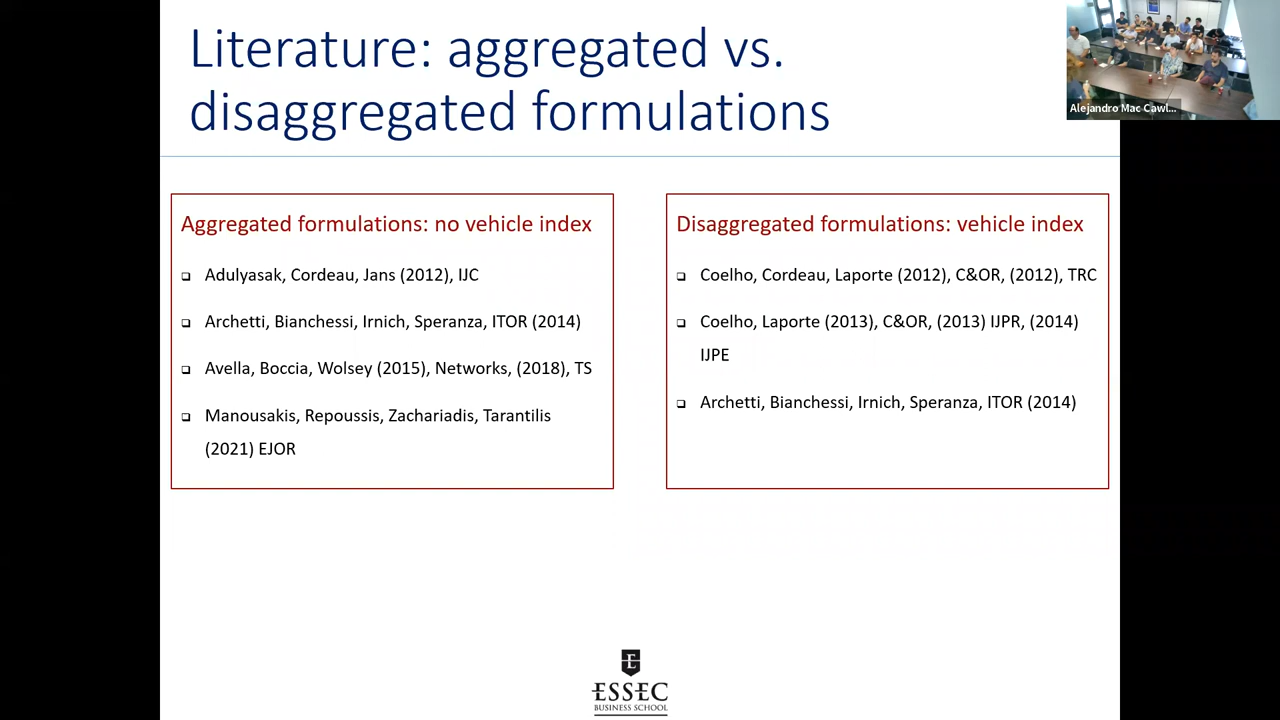 Literature: aggregated vs.
disaggregated formulations
Alejandro Mac Cawl...
Aggregated formulations: no vehicle index
Adulyasak, Cordeau, Jans (2012), IJC
Archetti, Bianchessi, Irnich, Speranza, ITOR (2014)
Avella, Boccia, Wolsey (2015), Networks, (2018), TS
Manousakis, Repoussis, Zachariadis, Tarantilis
(2021) EJOR
Disaggregated formulations: vehicle index
Coelho, Cordeau, Laporte (2012), C&OR, (2012), TRC
Coelho, Laporte (2013), C&OR, (2013) IJPR, (2014)
IJPE
Archetti, Bianchessi, Irnich, Speranza, ITOR (2014)
E
ESSEC
BUSINESS SCHOOL